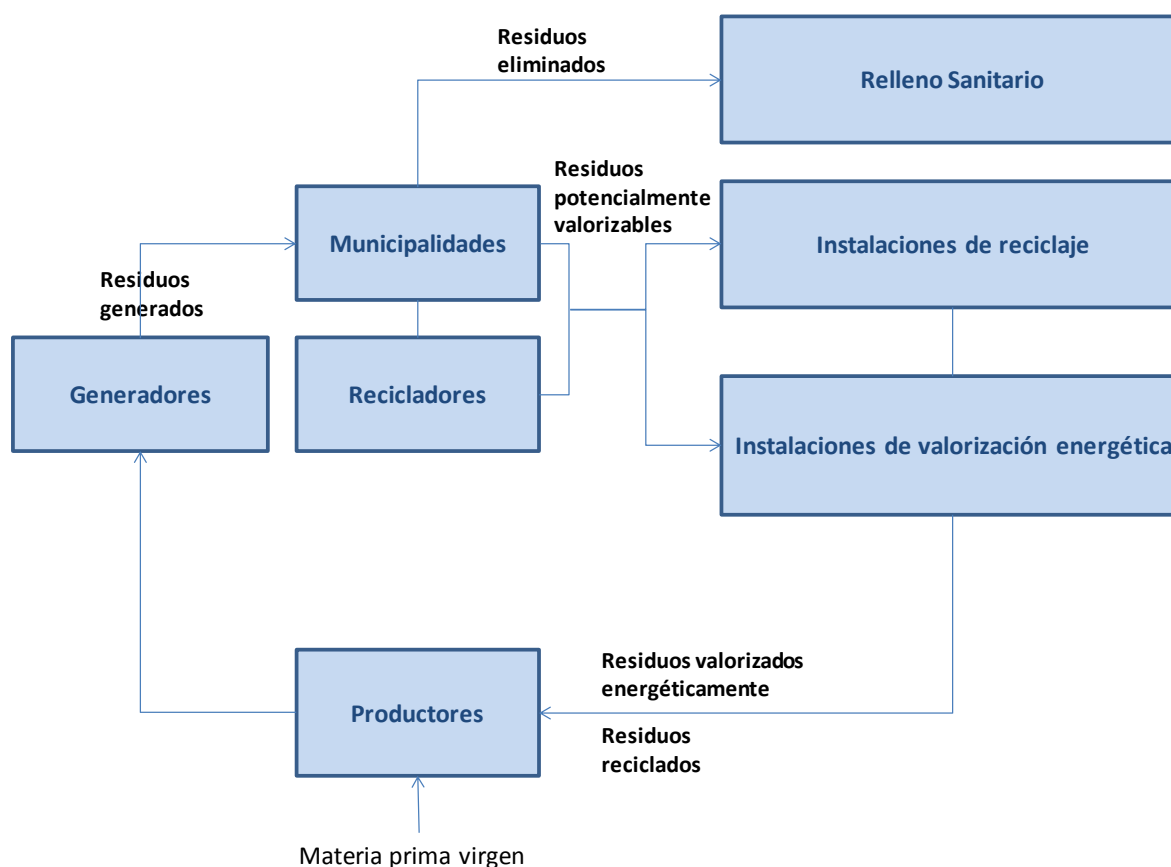 Residuos
eliminados
Relleno Sanitario
Residuos
potencialmente
valorizables
Municipalidades
Instalaciones de reciclaje
Residuos
generados
Generadores
Recicladores
Instalaciones de valorización energética
Residuos valorizados
energéticamente
Productores
Residuos
reciclados
Materia prima virgen